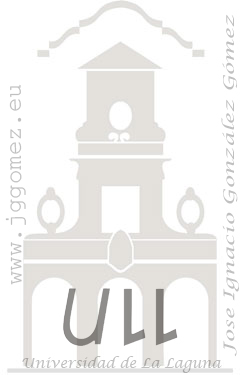 www.jggomez.eu
Jose Ignacio González Gómez
ULL
Universidad de La Laguna